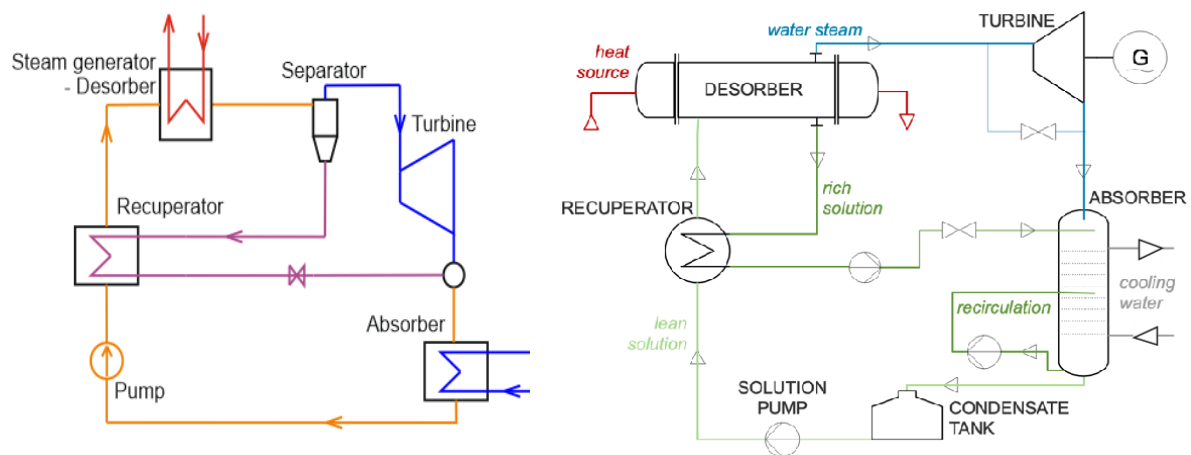 Steam generator
- Desorber
Separator
Turbine
Recuperator
Absorber
Pump
TURBINE
water steam
G
heat
source
DESORBER
rich
solution
ABSORBER
RECUPERATOR
cooling
water
recirculation
lean
solution
SOLUTION
PUMP
CONDENSATE
TANK